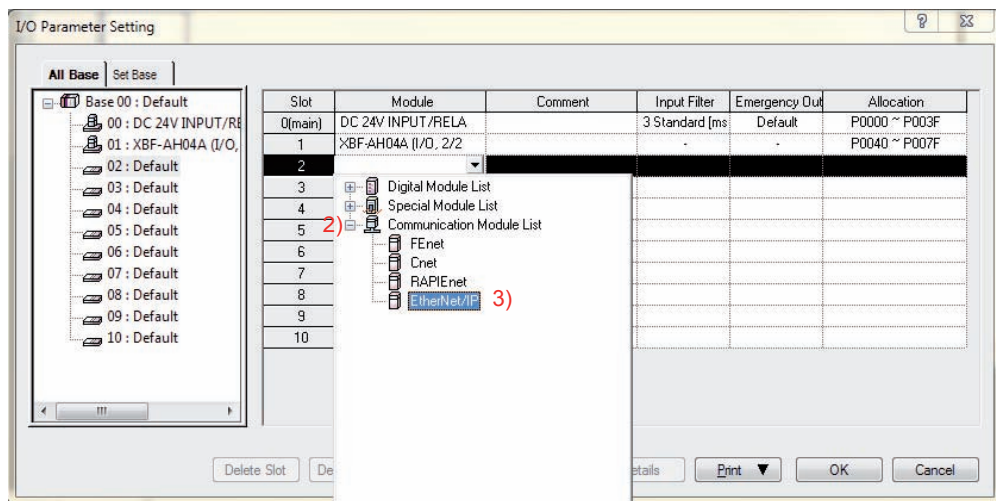 I/O Parameter Setting
All Base Set Base
Base 00 : Default
00 : DC 24V INPUT/RE
01 : XBF-AH04A (I/O,
02 : Default
03 : Default
04 : Default
05 : Default
06 : Default
07 : Default
08 : Default
09 : Default
10 : Default
Slot Module Comment Input Filter Emergency Out Allocation
0(main) DC 24V INPUT/RELA 3 Standard [ms Default P0000 ~ P003F
1 XBF-AH04A (I/O, 2/2 - - P0040 ~ P007F
2
3
4
5
6
7
8
9
10
Digital Module List
Special Module List
2) Communication Module List
FEnet
Cnet
RAPIEnet
EtherNet/IP 3)
Delete Slot De etails Print ▼ OK Cancel